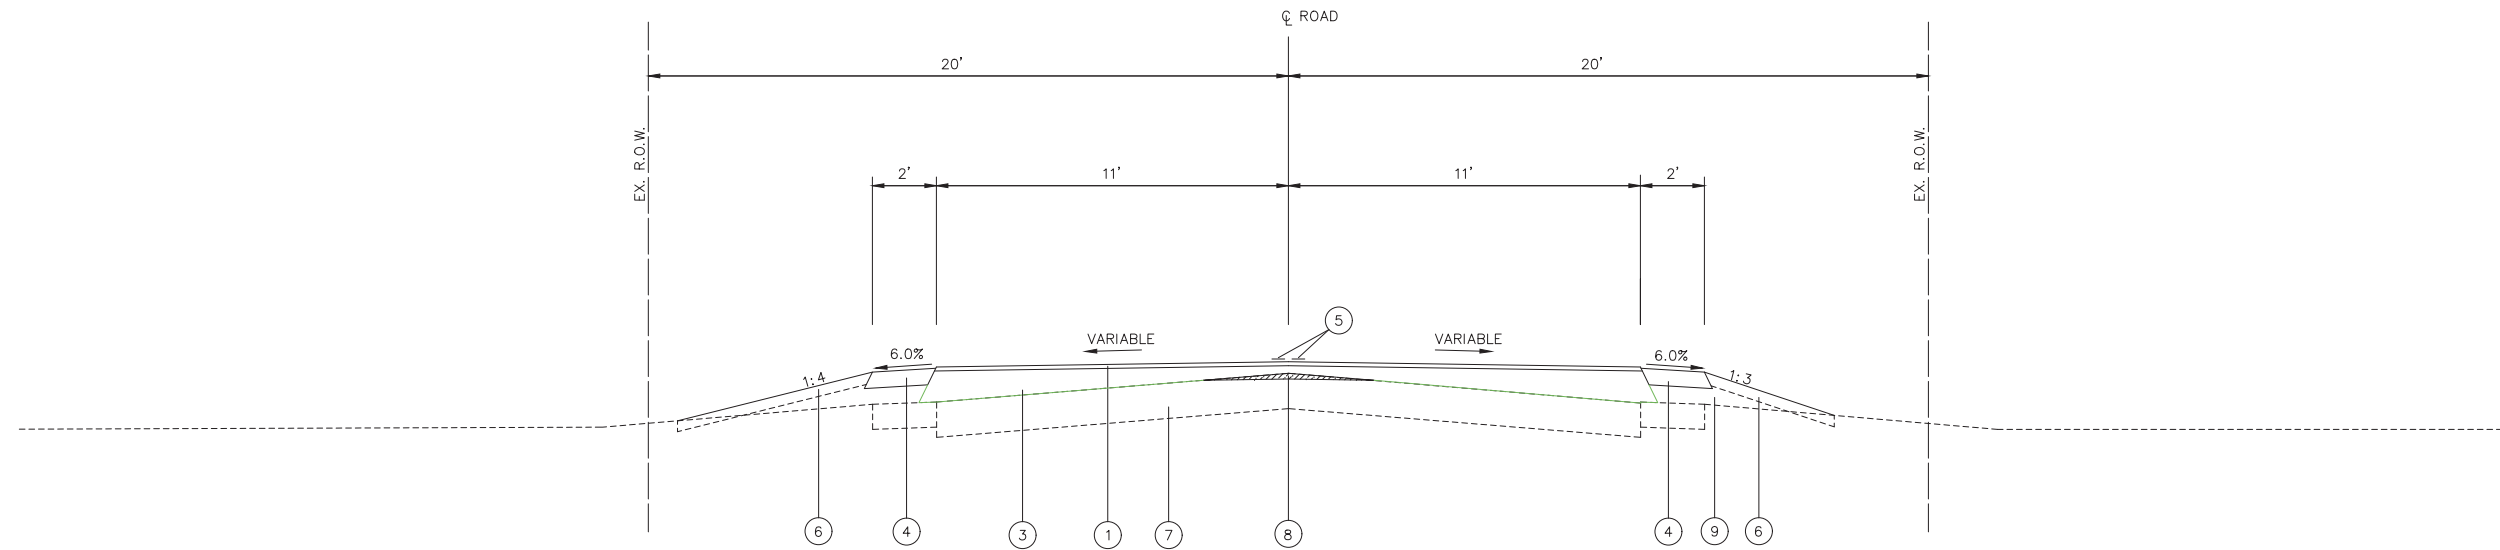 ℄ ROAD
20' 20'
EX. R.O.W. EX. R.O.W.
2' 11' 11' 2'
5
VARIABLE VARIABLE
6.0% 6.0%
1:4 1:3
6 4 3 1 7 8 4 9 6